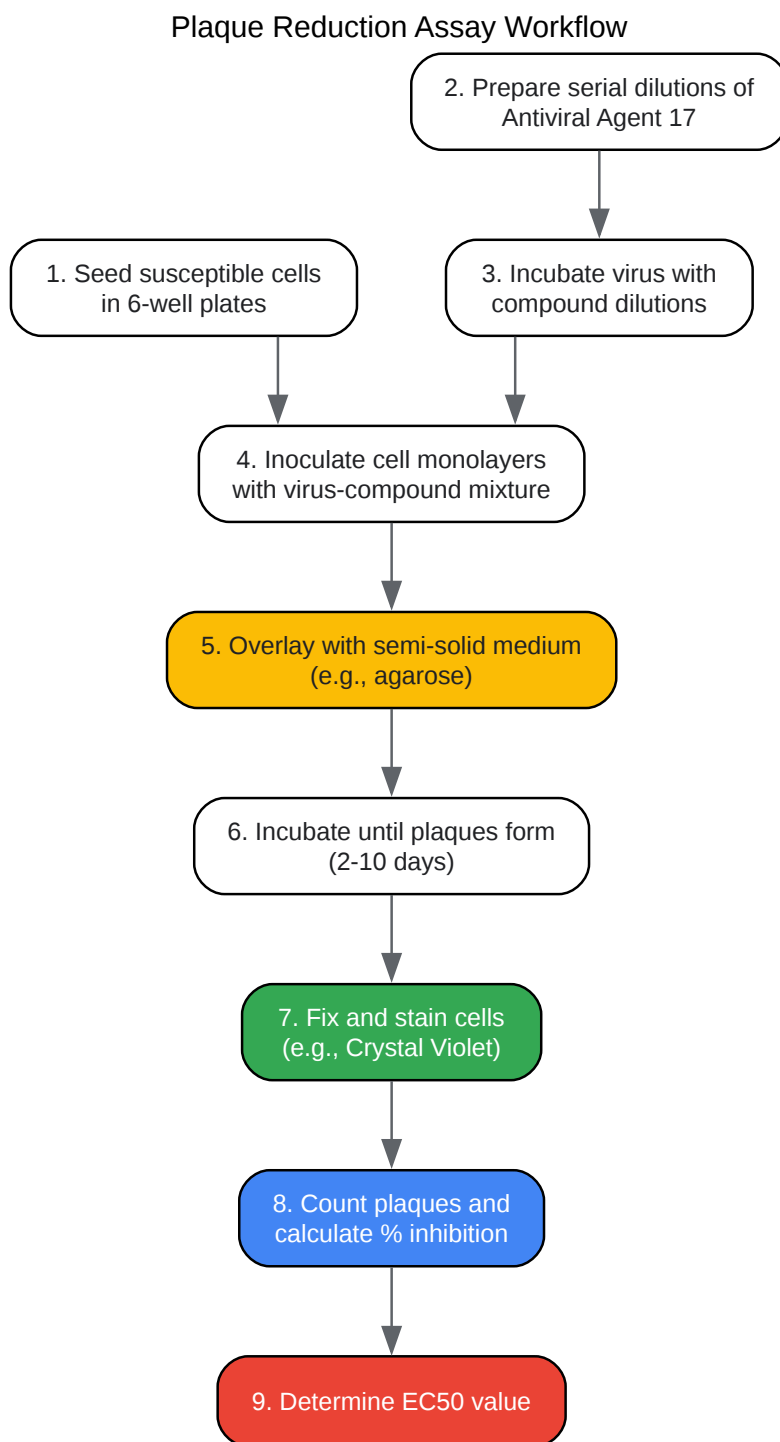 Plaque Reduction Assay Workflow
2. Prepare serial dilutions of
Antiviral Agent 17
1. Seed susceptible cells
in 6-well plates
3. Incubate virus with
compound dilutions
4. Inoculate cell monolayers
with virus-compound mixture
5. Overlay with semi-solid medium
(e.g., agarose)
6. Incubate until plaques form
(2-10 days)
7. Fix and stain cells
(e.g., Crystal Violet)
8. Count plaques and
calculate % inhibition
9. Determine EC50 value